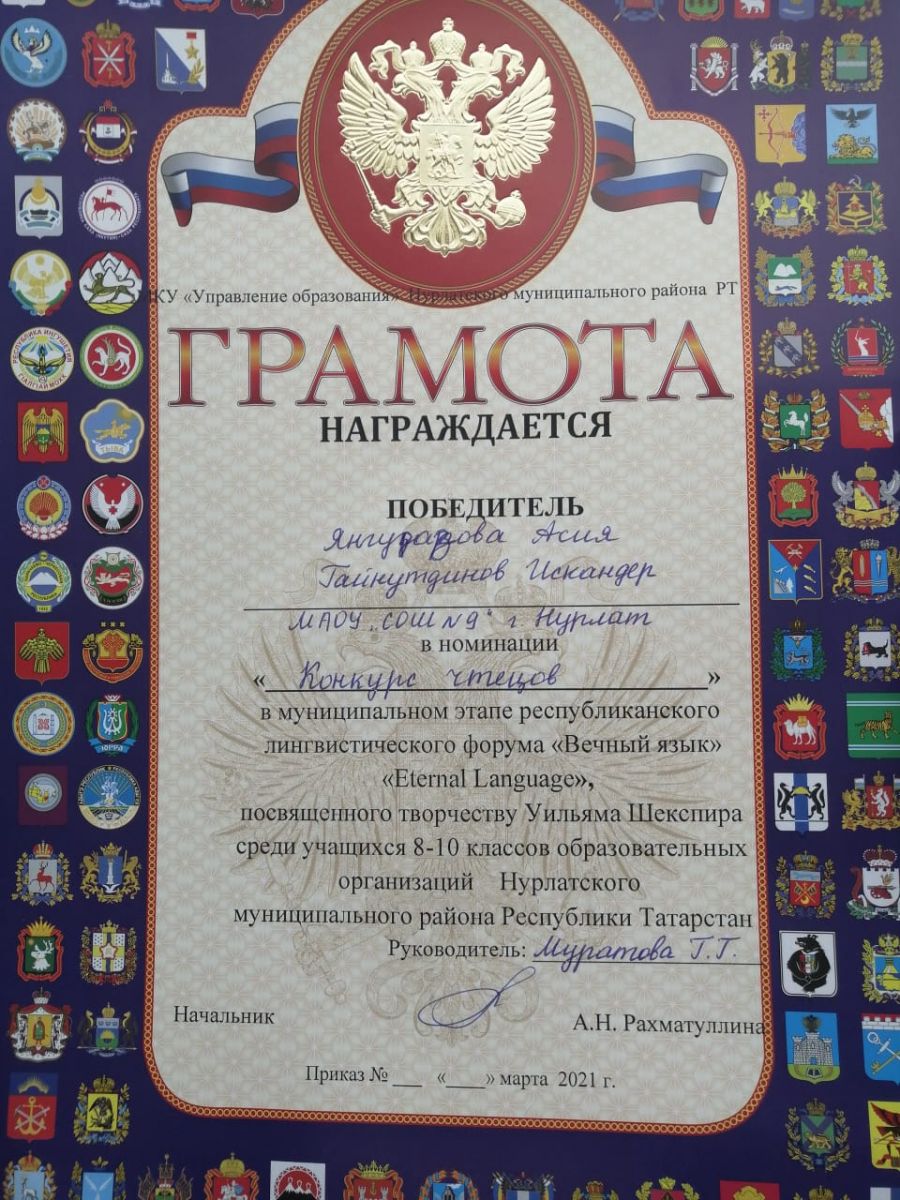 КУ «Управление образования» Нурлатского муниципального района РТ
ГРАМОТА
НАГРАЖДАЕТСЯ
ПОБЕДИТЕЛЬ
Асия
Гайнутдинов Искандер
МАОУ „СОШ №9" г. Нурлат
в номинации
« Конкурс чтецов »
в муниципальном этапе республиканского
лингвистического форума «Вечный язык»
«Eternal Language»,
посвященного творчеству Уильяма Шекспира
среди учащихся 8-10 классов образовательных
организаций Нурлатского
муниципального района Республики Татарстан
Руководитель: Муратова Г.Г.
Начальник
А.Н. Рахматуллина
Приказ № ___ «___» марта 2021 г.